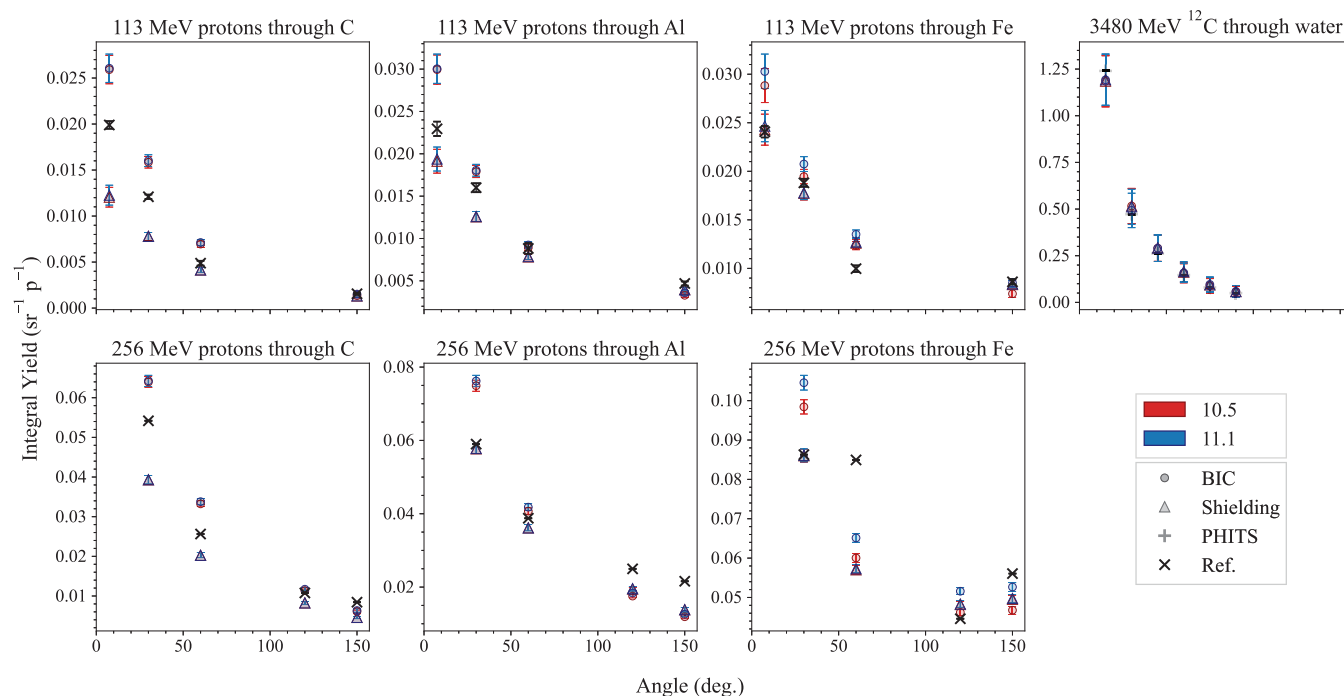 113 MeV protons through C
113 MeV protons through Al
113 MeV protons through Fe
3480 MeV ¹²C through water
0.025
0.020
0.015
0.010
0.005
0.000
0.030
0.025
0.020
0.015
0.010
0.005
0.030
0.025
0.020
0.015
0.010
1.25
1.00
0.75
0.50
0.25
0.00
Integral Yield (sr⁻¹ p⁻¹)
256 MeV protons through C
256 MeV protons through Al
256 MeV protons through Fe
0.06
0.05
0.04
0.03
0.02
0.01
0.08
0.06
0.04
0.02
0.10
0.09
0.08
0.07
0.06
0.05
0 50 100 150
0 50 100 150
0 50 100 150
Angle (deg.)
10.5
11.1
BIC
Shielding
PHITS
Ref.